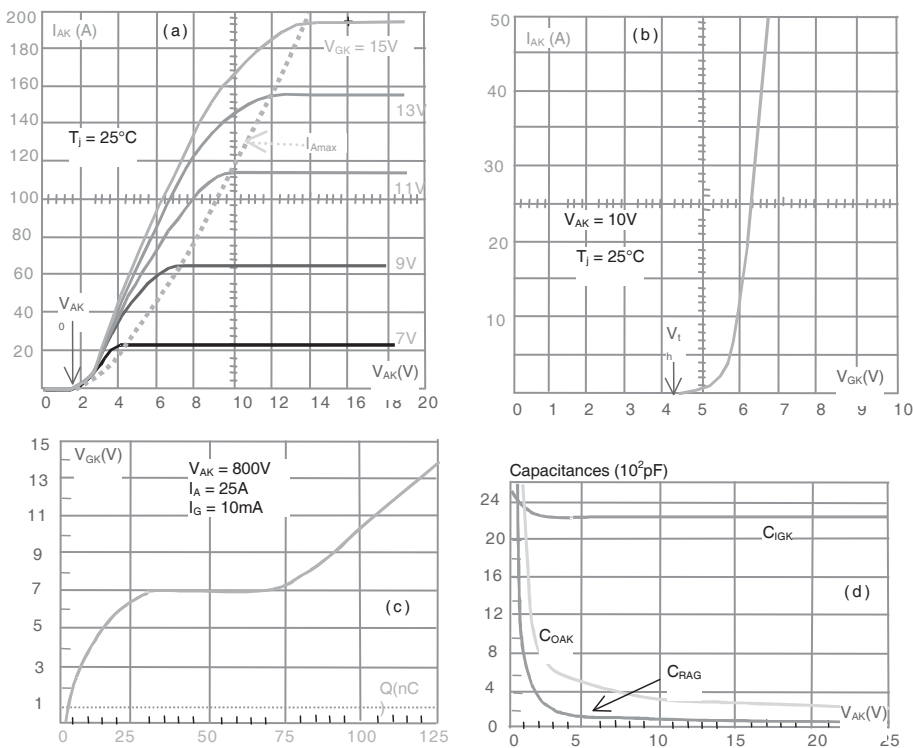 200
180
160
140
120
100
80
60
40
20
I_AK (A)
(a)
V_GK = 15V
13V
T_j = 25°C
I_Amax
11V
9V
V_AK
0
7V
V_AK(V)
0 2 4 6 8 10 12 14 16 18 20
50
40
30
20
10
I_AK (A)
(b)
V_AK = 10V
T_j = 25°C
V_t
h
V_GK(V)
0 1 2 3 4 5 6 7 8 9 10
15
13
11
9
7
5
3
1
V_GK(V)
V_AK = 800V
I_A = 25A
I_G = 10mA
(c)
Q(nC
)
0 25 50 75 100 125
Capacitances (10²pF)
24
20
16
12
8
4
0
C_IGK
(d)
C_OAK
C_RAG
V_AK(V)
0 5 10 15 20 25